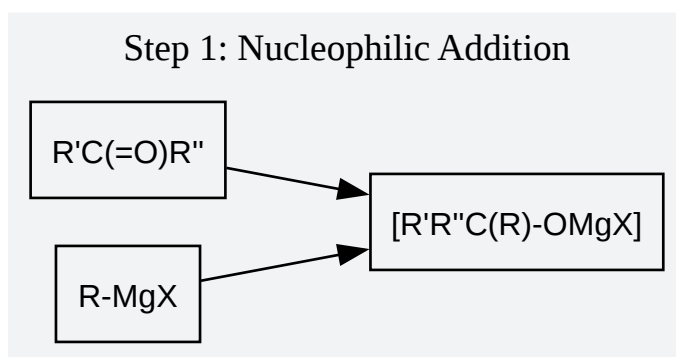 Step 1: Nucleophilic Addition
R'C(=O)R"
R-MgX
[R'R"C(R)-OMgX]